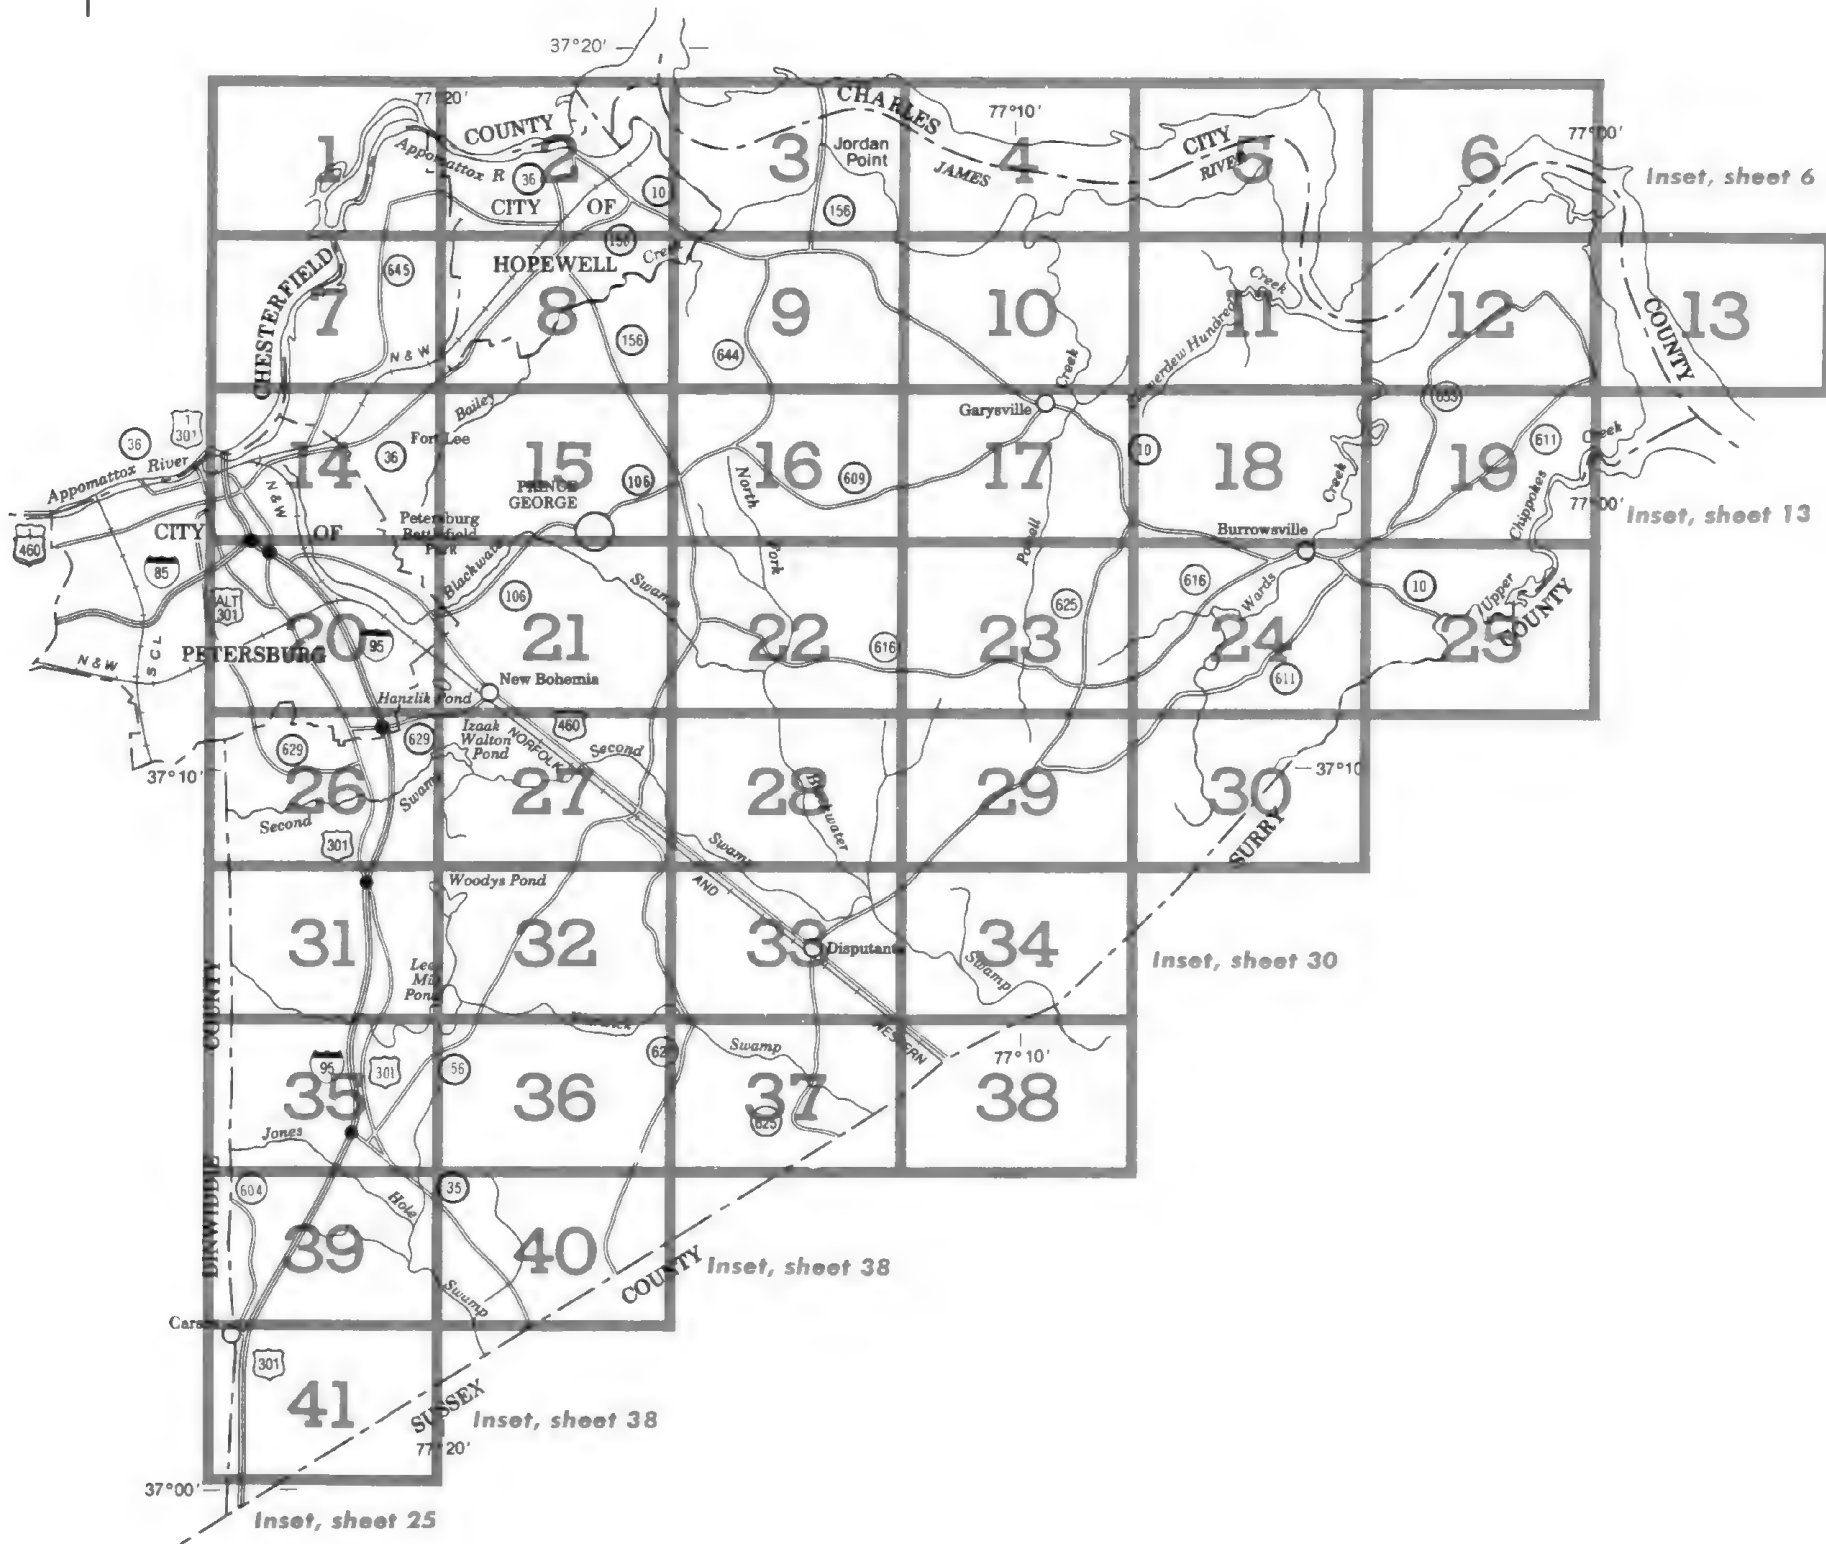 37°20'
77°20'
COUNTY
CHARLES
77°10'
CITY
77°00'
1
2
3
4
5
6
Appomattox R
36
Jordan
Point
JAMES
RIVER
Inset, sheet 6
10
CITY OF
156
156
HOPEWELL
Creek
Creek
CHESTERFIELD
645
7
8
9
10
11
12
13
COUNTY
N & W
156
644
Creek
Hundred
Bailey
Garysville
653
1
301
36
Fort Lee
36
10
611
Creek
14
15
16
17
18
19
Appomattox River
N & W
PRINCE
GEORGE
106
North
609
Creek
Chippokes
77°00'
Inset, sheet 13
1
460
CITY OF
Petersburg
Battlefield
Park
Powell
Burrowsville
85
Blackwater
Swamp
Fork
ALT
301
106
625
616
Wards
10
Upper
COUNTY
20
21
22
23
24
25
N & W
S C L
PETERSBURG
95
616
611
New Bohemia
Hanzlik Pond
629
629
Izaak
Walton
Pond
NORFOLK
460
Second
37°10'
37°10'
26
27
28
29
30
Second
Swamp
Blackwater
301
Swamp
SURRY
Woodys Pond
AND
31
32
33
34
Disputanta
COUNTY
Lees
Mill
Pond
Swamp
Inset, sheet 30
Warwick
WESTERN
95
301
56
Swamp
77°10'
35
36
37
38
Jones
625
DINWIDDIE
604
Hole
35
39
40
COUNTY
Inset, sheet 38
Swamp
301
41
SUSSEX
Inset, sheet 38
77°20'
37°00'
Inset, sheet 25